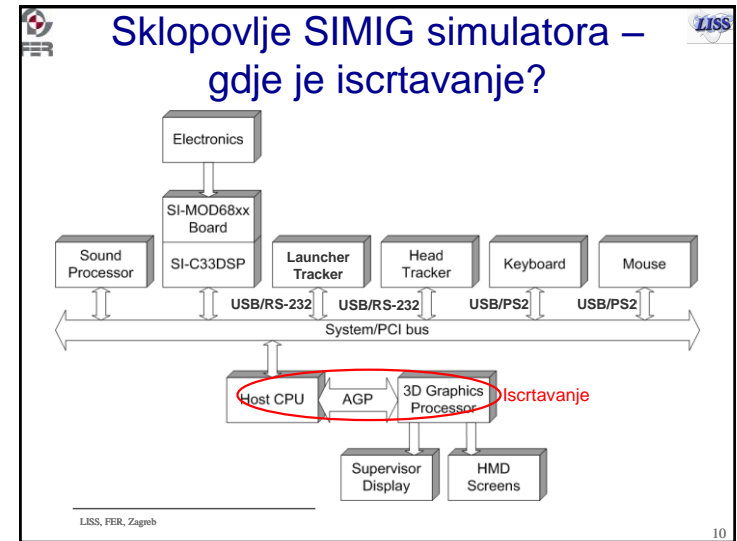 FER
Sklopovlje SIMIG simulatora –
gdje je iscrtavanje?
LISS
Electronics
SI-MOD68xx
Board
SI-C33DSP
Sound
Processor
Launcher
Tracker
Head
Tracker
Keyboard
Mouse
USB/RS-232
USB/RS-232
USB/PS2
USB/PS2
System/PCI bus
Host CPU
AGP
3D Graphics
Processor
Iscrtavanje
Supervisor
Display
HMD
Screens
LISS, FER, Zagreb
10